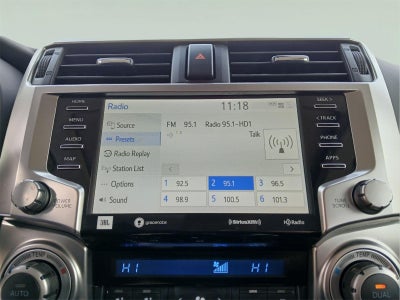 Radio 11:18
HOME
MENU
AUDIO
MAP
POWER
VOLUME
SEEK >
< TRACK
PHONE
APPS
TUNE
SCROLL
Source
Presets
Radio Replay
Station List
Options
Sound
FM 95.1 Radio 95.1-HD1
Talk
1 92.5 2 95.1 3 96.5
4 98.9 5 100.5 6 101.3
JBL gracenote SiriusXM HD Radio
HI HI
TEMP
AUTO
TEMP
DUAL